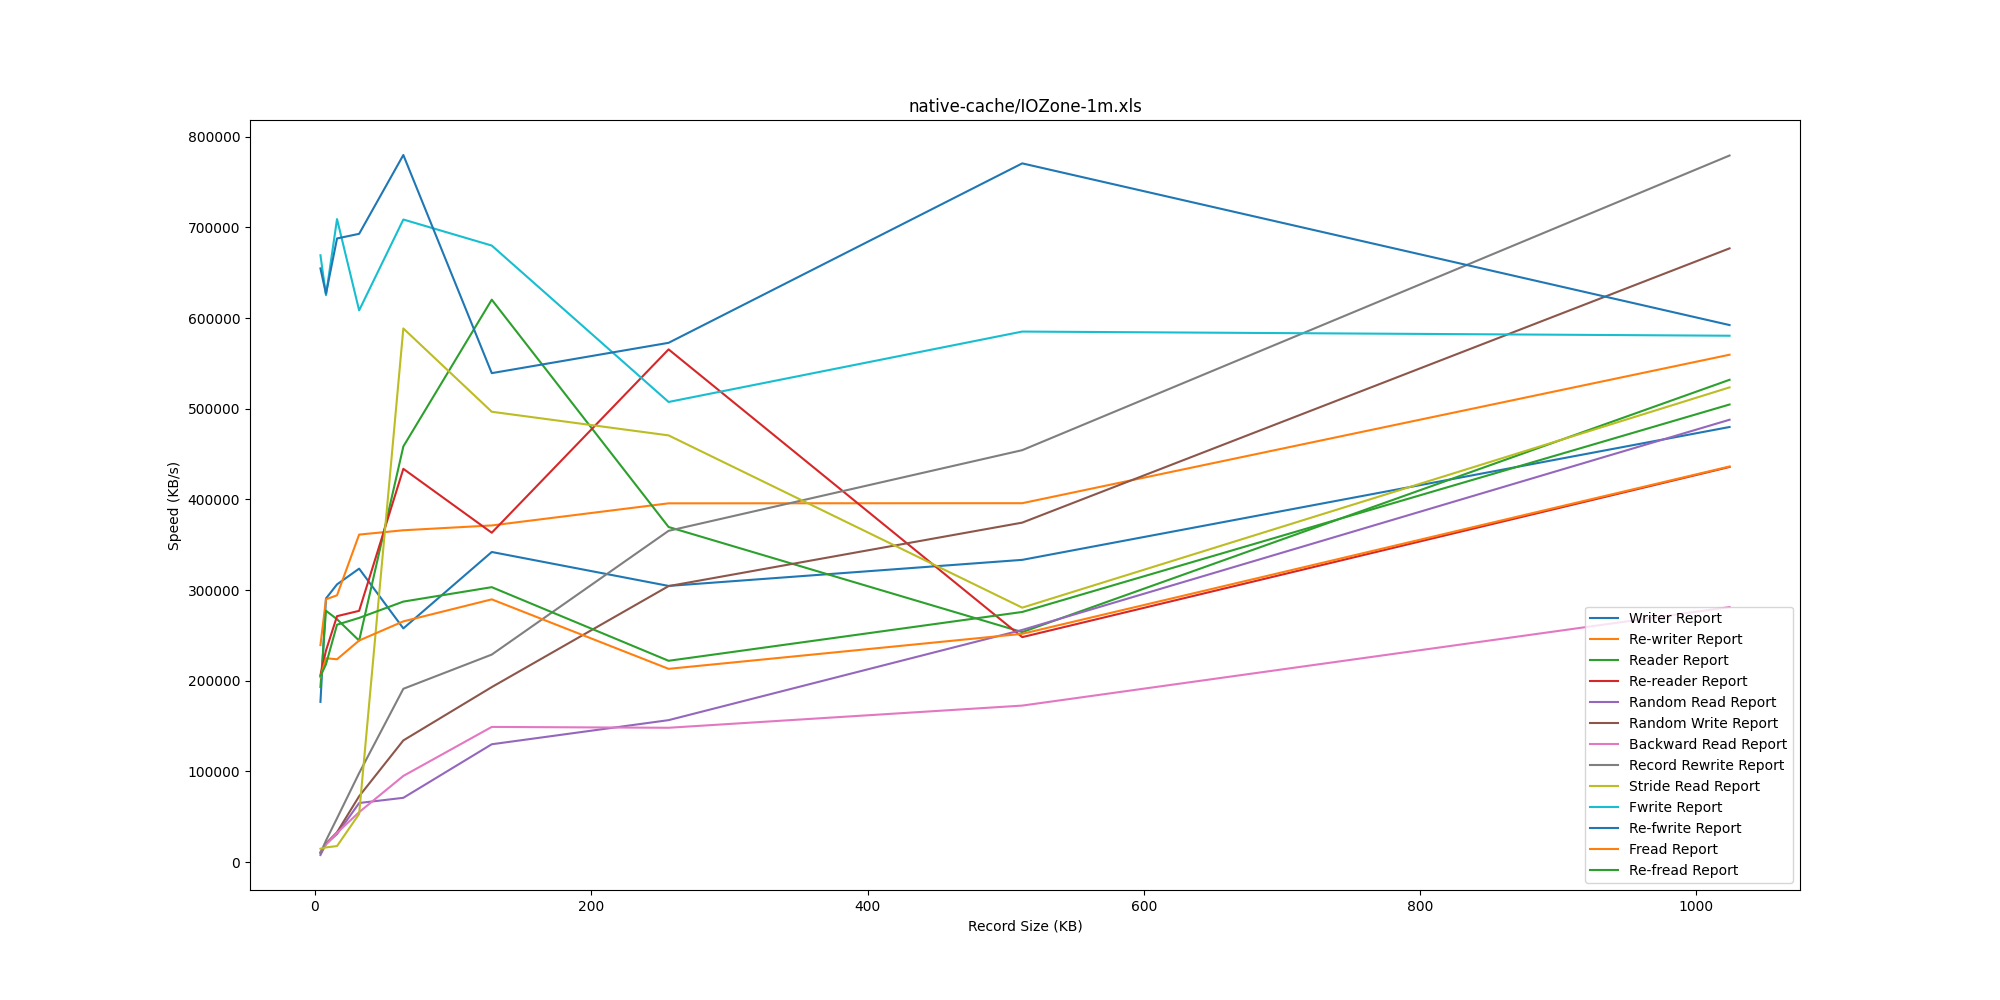 native-cache/IOZone-1m.xls
800000
700000
600000
500000
400000
300000
200000
100000
0
Speed (KB/s)
0 200 400 600 800 1000
Record Size (KB)
Writer Report
Re-writer Report
Reader Report
Re-reader Report
Random Read Report
Random Write Report
Backward Read Report
Record Rewrite Report
Stride Read Report
Fwrite Report
Re-fwrite Report
Fread Report
Re-fread Report